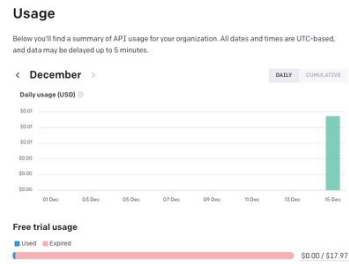 Usage
Below you'll find a summary of API usage for your organization. All dates and times are UTC-based,
and data may be delayed up to 5 minutes.
< December >
DAILY CUMULATIVE
Daily usage (USD)
$0.01
$0.01
$0.01
$0.00
$0.00
$0.00
01 Dec 03 Dec 05 Dec 07 Dec 09 Dec 11 Dec 13 Dec 15 Dec
Free trial usage
Used Expired
$0.00 / $17.97